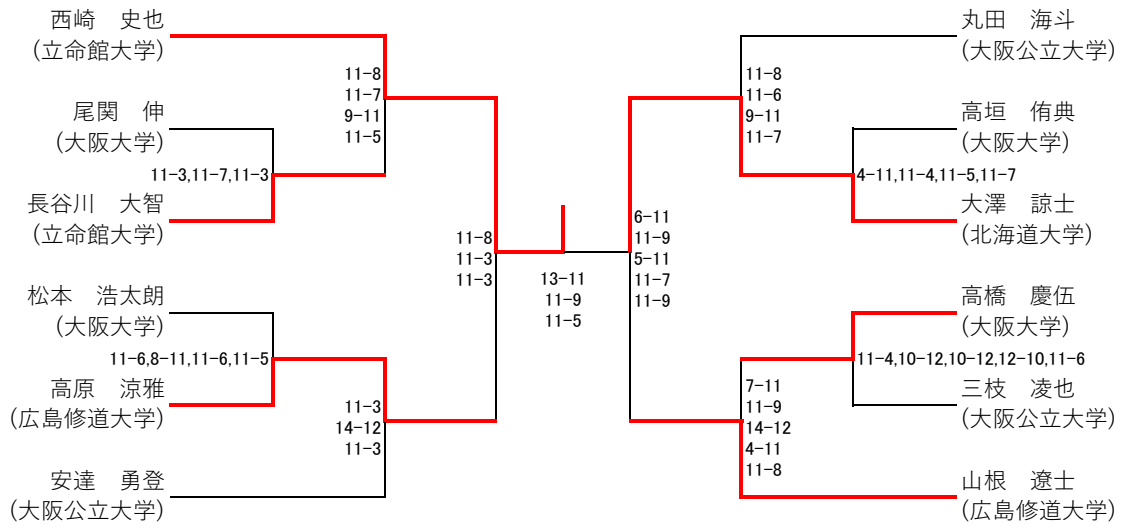 西崎　史也
(立命館大学)
11-8
11-7
9-11
11-5
尾関　伸
(大阪大学)
11-3,11-7,11-3
長谷川　大智
(立命館大学)
11-8
11-3
11-3
松本　浩太朗
(大阪大学)
11-6,8-11,11-6,11-5
高原　涼雅
(広島修道大学)
11-3
14-12
11-3
安達　勇登
(大阪公立大学)
13-11
11-9
11-5
丸田　海斗
(大阪公立大学)
11-8
11-6
9-11
11-7
高垣　侑典
(大阪大学)
4-11,11-4,11-5,11-7
大澤　諒士
(北海道大学)
6-11
11-9
5-11
11-7
11-9
高橋　慶伍
(大阪大学)
11-4,10-12,10-12,12-10,11-6
三枝　凌也
(大阪公立大学)
7-11
11-9
14-12
4-11
11-8
山根　遼士
(広島修道大学)